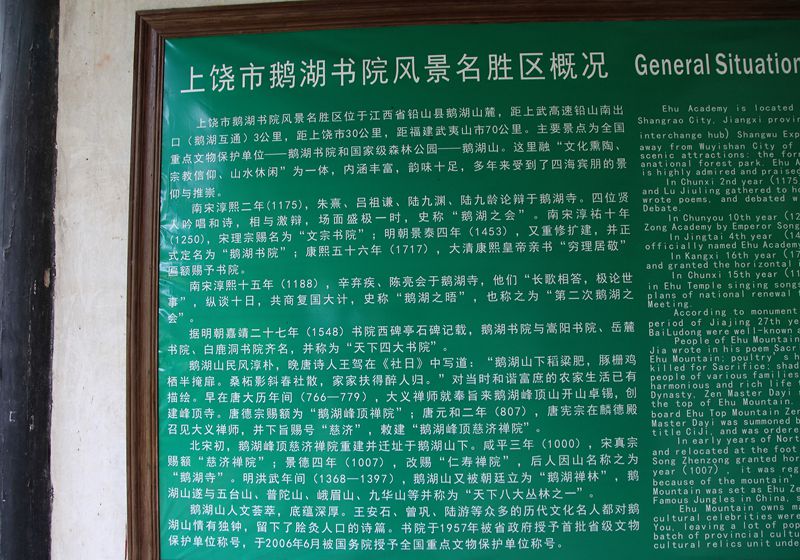 上饶市鹅湖书院风景名胜区概况
上饶市鹅湖书院风景名胜区位于江西省铅山县鹅湖山麓，距上武高速铅山南出
口（鹅湖互通）3公里，距上饶市30公里，距福建武夷山市70公里。主要景点为全国
重点文物保护单位——鹅湖书院和国家级森林公园——鹅湖山。这里融“文化熏陶、
宗教信仰、山水休闲”为一体，内涵丰富，韵味十足，多年来受到了四海宾朋的景
仰与推崇。
南宋淳熙二年(1175)，朱熹、吕祖谦、陆九渊、陆九龄论辩于鹅湖寺。四位贤
人吟唱和诗，相与激辩，场面盛极一时，史称“鹅湖之会”。南宋淳祐十年
(1250)，宋理宗赐名为“文宗书院”；明朝景泰四年（1453），又重修扩建，并正
式定名为“鹅湖书院”；康熙五十六年（1717），大清康熙皇帝亲书“穷理居敬”
匾额赐予书院。
南宋淳熙十五年（1188），辛弃疾、陈亮会于鹅湖寺，他们“长歌相答，极论世
事”，纵谈十日，共商复国大计，史称“鹅湖之晤”，也称之为“第二次鹅湖之
会”。
据明朝嘉靖二十七年（1548）书院西碑亭石碑记载，鹅湖书院与嵩阳书院、岳麓
书院、白鹿洞书院齐名，并称为“天下四大书院”。
鹅湖山民风淳朴，晚唐诗人王驾在《社日》中写道：“鹅湖山下稻粱肥，豚栅鸡
栖半掩扉。桑柘影斜春社散，家家扶得醉人归。”对当时和谐富庶的农家生活已有
描绘。早在唐大历年间（766—779），大义禅师就奉旨来鹅湖峰顶山开山卓锡，创
建峰顶寺。唐德宗赐额为“鹅湖峰顶禅院”；唐元和二年（807），唐宪宗在麟德殿
召见大义禅师，并下旨赐号“慈济”，敕建“鹅湖峰顶慈济禅院”。
北宋初，鹅湖峰顶慈济禅院重建并迁址于鹅湖山下。咸平三年（1000），宋真宗
赐额“慈济禅院”；景德四年（1007），改赐“仁寿禅院”，后人因山名称之为
“鹅湖寺”。明洪武年间（1368—1397），鹅湖山又被朝廷立为“鹅湖禅林”，鹅
湖山遂与五台山、普陀山、峨眉山、九华山等并称为“天下八大丛林之一”。
鹅湖山人文荟萃，底蕴深厚。王安石、曾巩、陆游等众多的历代文化名人都对鹅
湖山情有独钟，留下了脍炙人口的诗篇。书院于1957年被省政府授予首批省级文物
保护单位称号，于2006年6月被国务院授予全国重点文物保护单位称号。
General Situation
Ehu Academy is located
Shangrao City, Jiangxi provin
interchange hub) Shangwu Exp
away from Wuyishan City of
scenic attractions: the form
anational forest park. Ehu A
is highly admired and praised
In Chunxi 2nd year (1175
and Lu Jiuling gathered to ho
wrote poems, and debated w
Debate.
In Chunyou 10th year (12
Zong Academy by Emperor Song
In Jingtai 4th year (14
officially named Ehu Academy
In Kangxi 16th year (17
and granted the horizontal
In Chunxi 15th year (11
in Ehu Temple singing songs
plans of national renewal
Meeting.
According to monument
period of Jiajing 27th ye
BaiLudong were well-known a
People of Ehu Mountain
Jia wrote in his poem Sacri
Ehu Mountain; poultry' s h
killed for Sacrifice; shad
people of various families
harmonious and rich life
Dynasty, Zen Master Dayi
the top of Ehu Mountain.
board Ehu Top Mountain Zen
Master Dayi was summoned b
title CiJi, and was ordere
In early years of Nort
and relocated at the foot
Song Zhenzong granted hor
year (1007) , it was reg
because of the mountain'
Mountain was set as Ehu Ze
Famous Jungles in China, s
Ehu Mountain owns ma
cultural celebrities were
You, leaving a lot of pop
batch of provincial cultu
cultural relics unit unde